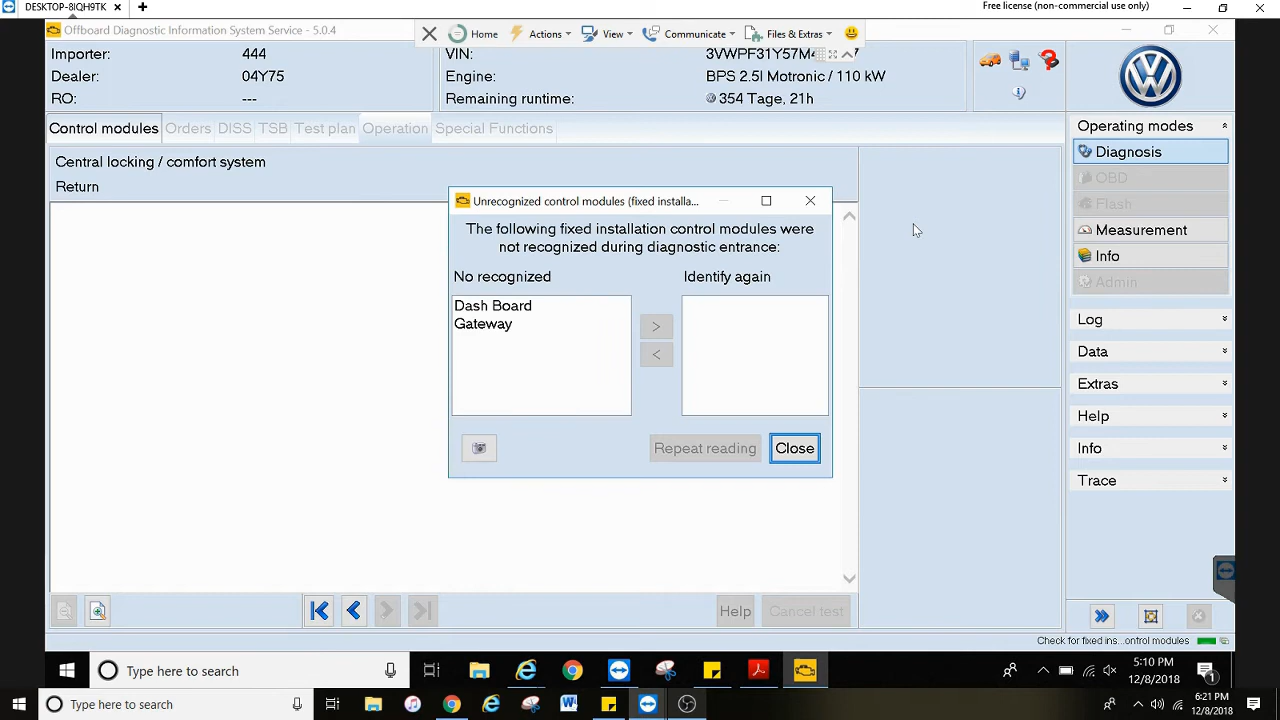 DESKTOP-8IQH9TK
Free license (non-commercial use only)
Offboard Diagnostic Information System Service - 5.0.4
Home
Actions
View
Communicate
Files & Extras
Importer: 444
Dealer: 04Y75
RO: ---
VIN:
Engine: BPS 2.5l Motronic / 110 kW
Remaining runtime: 354 Tage, 21h
Control modules
Orders
DISS
TSB
Test plan
Operation
Special Functions
Central locking / comfort system
Return
Unrecognized control modules (fixed installa...
The following fixed installation control modules were
not recognized during diagnostic entrance:
No recognized
Identify again
Dash Board
Gateway
>
<
Repeat reading
Close
Operating modes
Diagnosis
OBD
Flash
Measurement
Info
Admin
Log
Data
Extras
Help
Info
Trace
Help
Cancel test
Check for fixed ins...ontrol modules
Type here to search
5:10 PM
12/8/2018
1
Type here to search
6:21 PM
12/8/2018